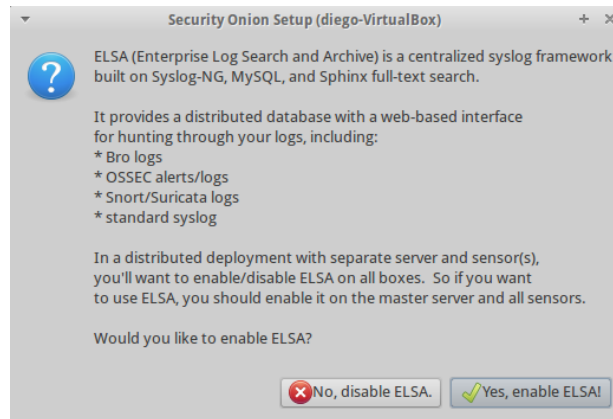 Security Onion Setup (diego-VirtualBox)
ELSA (Enterprise Log Search and Archive) is a centralized syslog framework
built on Syslog-NG, MySQL, and Sphinx full-text search.
It provides a distributed database with a web-based interface
for hunting through your logs, including:
* Bro logs
* OSSEC alerts/logs
* Snort/Suricata logs
* standard syslog
In a distributed deployment with separate server and sensor(s),
you'll want to enable/disable ELSA on all boxes.  So if you want
to use ELSA, you should enable it on the master server and all sensors.
Would you like to enable ELSA?
No, disable ELSA. Yes, enable ELSA!